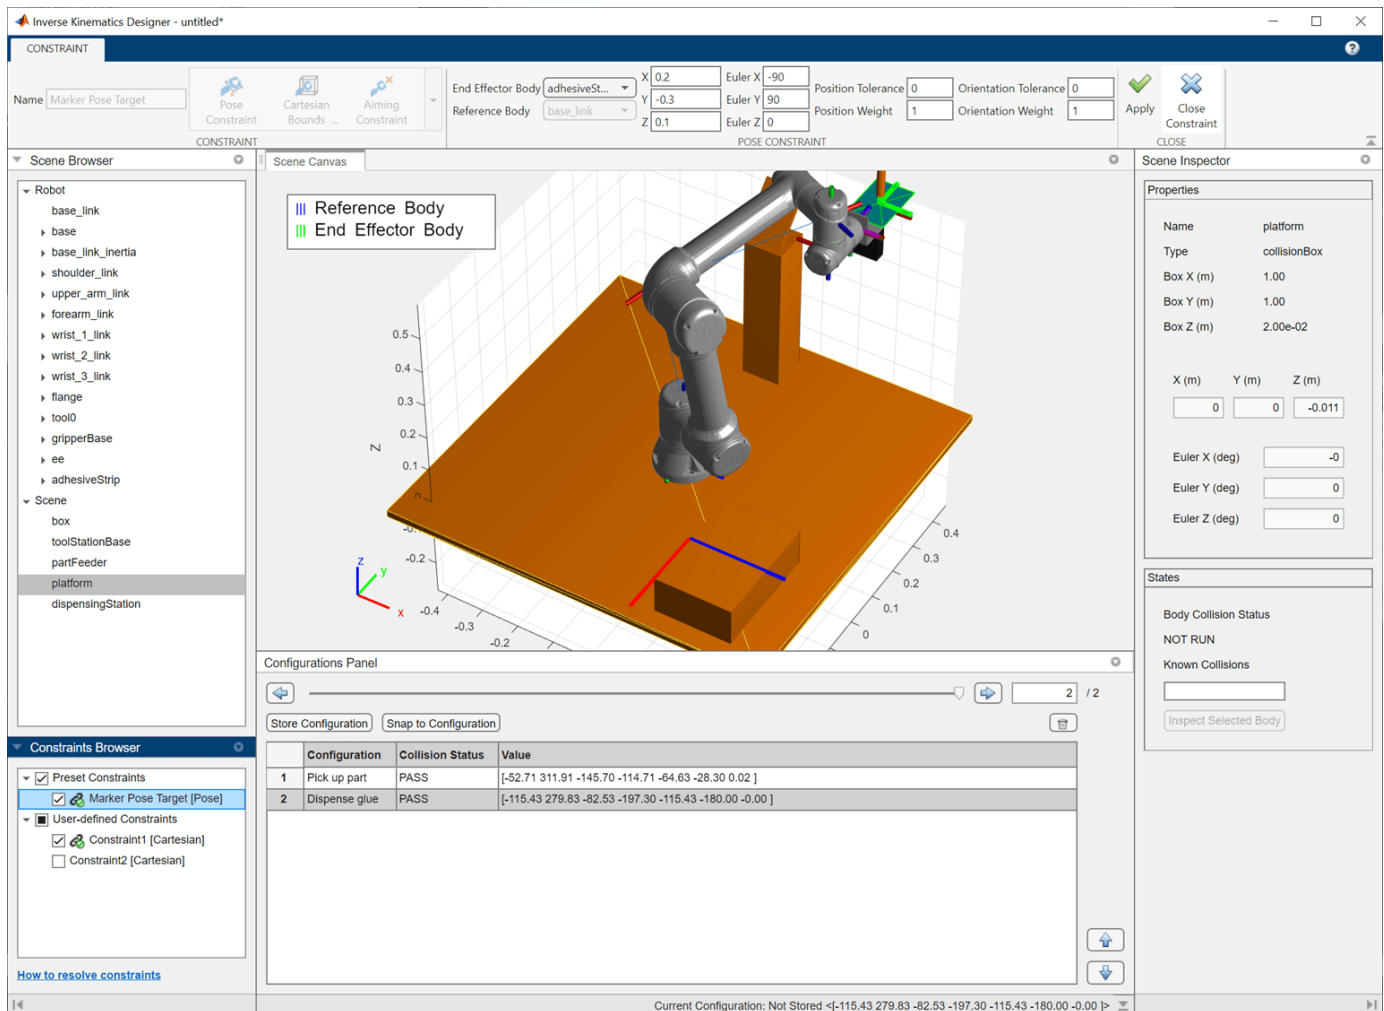 Inverse Kinematics Designer - untitled*
CONSTRAINT
Name Marker Pose Target
Pose Constraint
Cartesian Bounds ...
Aiming Constraint
CONSTRAINT
End Effector Body adhesiveSt...
Reference Body base_link
X 0.2 Euler X -90
Y -0.3 Euler Y 90
Z 0.1 Euler Z 0
Position Tolerance 0 Orientation Tolerance 0
Position Weight 1 Orientation Weight 1
POSE CONSTRAINT
Apply
Close Constraint
CLOSE
Scene Browser
Robot
base_link
base
base_link_inertia
shoulder_link
upper_arm_link
forearm_link
wrist_1_link
wrist_2_link
wrist_3_link
flange
tool0
gripperBase
ee
adhesiveStrip
Scene
box
toolStationBase
partFeeder
platform
dispensingStation
Constraints Browser
Preset Constraints
Marker Pose Target [Pose]
User-defined Constraints
Constraint1 [Cartesian]
Constraint2 [Cartesian]
How to resolve constraints
Scene Canvas
Reference Body
End Effector Body
0.5
0.4
0.3
0.2
0.1
0
-0.2
Z
-0.4
-0.3
-0.2
0
0.1
0.2
0.3
0.4
z
y
x
Configurations Panel
2 / 2
Store Configuration Snap to Configuration
Configuration Collision Status Value
1 Pick up part PASS [-52.71 311.91 -145.70 -114.71 -64.63 -28.30 0.02 ]
2 Dispense glue PASS [-115.43 279.83 -82.53 -197.30 -115.43 -180.00 -0.00 ]
Current Configuration: Not Stored <[-115.43 279.83 -82.53 -197.30 -115.43 -180.00 -0.00 ]>
Scene Inspector
Properties
Name platform
Type collisionBox
Box X (m) 1.00
Box Y (m) 1.00
Box Z (m) 2.00e-02
X (m) Y (m) Z (m)
0 0 -0.011
Euler X (deg) -0
Euler Y (deg) 0
Euler Z (deg) 0
States
Body Collision Status
NOT RUN
Known Collisions
Inspect Selected Body